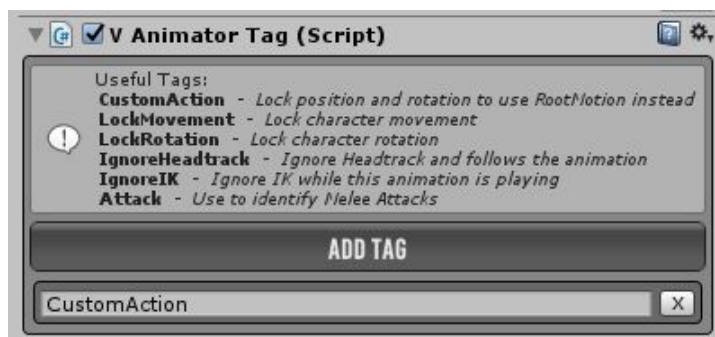 V Animator Tag (Script)
Useful Tags:
CustomAction - Lock position and rotation to use RootMotion instead
LockMovement - Lock character movement
LockRotation - Lock character rotation
IgnoreHeadtrack - Ignore Headtrack and follows the animation
IgnoreIK - Ignore IK while this animation is playing
Attack - Use to identify Melee Attacks
ADD TAG
CustomAction X